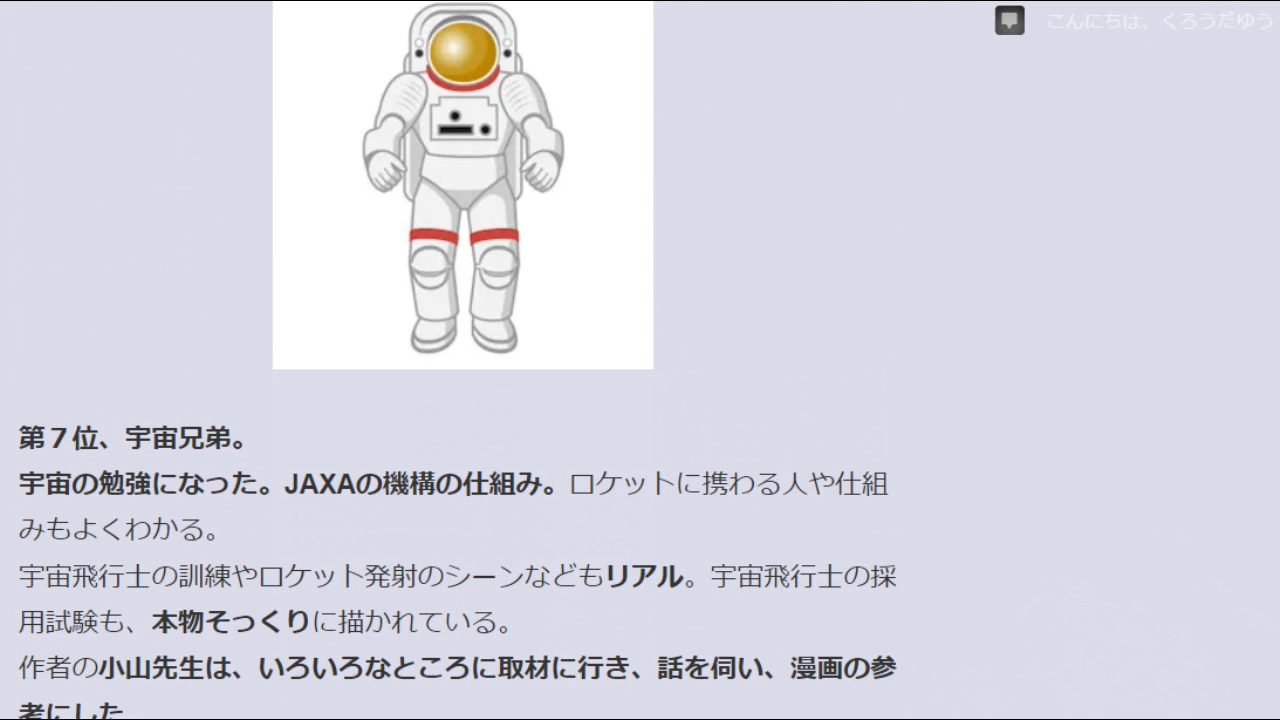 こんにちは、くろうだゆう
第７位、宇宙兄弟。
宇宙の勉強になった。JAXAの機構の仕組み。ロケットに携わる人や仕組
みもよくわかる。
宇宙飛行士の訓練やロケット発射のシーンなどもリアル。宇宙飛行士の採
用試験も、本物そっくりに描かれている。
作者の小山先生は、いろいろなところに取材に行き、話を伺い、漫画の参
考にした